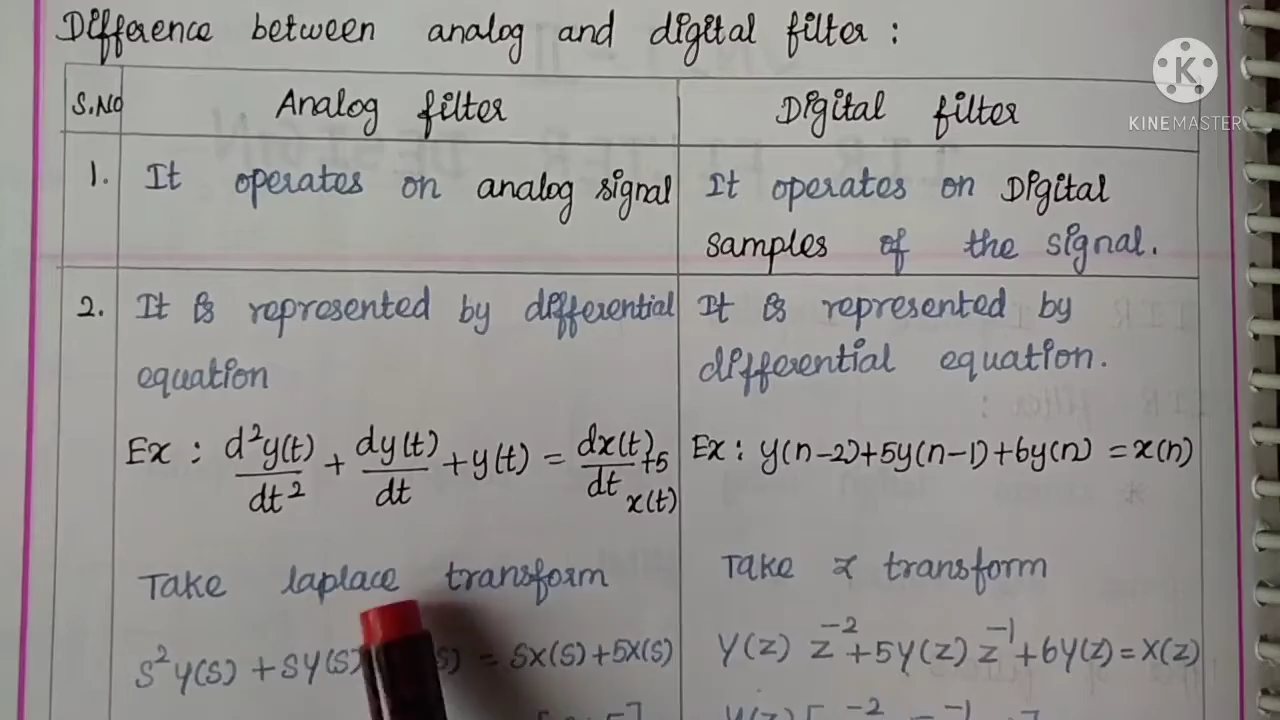 Difference between analog and digital filter :
K
KINEMASTER
S.No Analog filter Digital filter
1. It operates on analog signal
It operates on Digital
samples of the signal.
2. It is represented by differential
equation
Ex : d²y(t)/dt² + dy(t)/dt + y(t) = dx(t)/dt +5
x(t)
Take laplace transform
s²y(s) + sy(s) s) = sx(s) + 5x(s)
It is represented by
differential equation.
Ex : y(n-2)+5y(n-1)+6y(n) = x(n)
Take z transform
Y(z) z⁻² + 5Y(z) z⁻¹ + 6Y(z) = X(z)